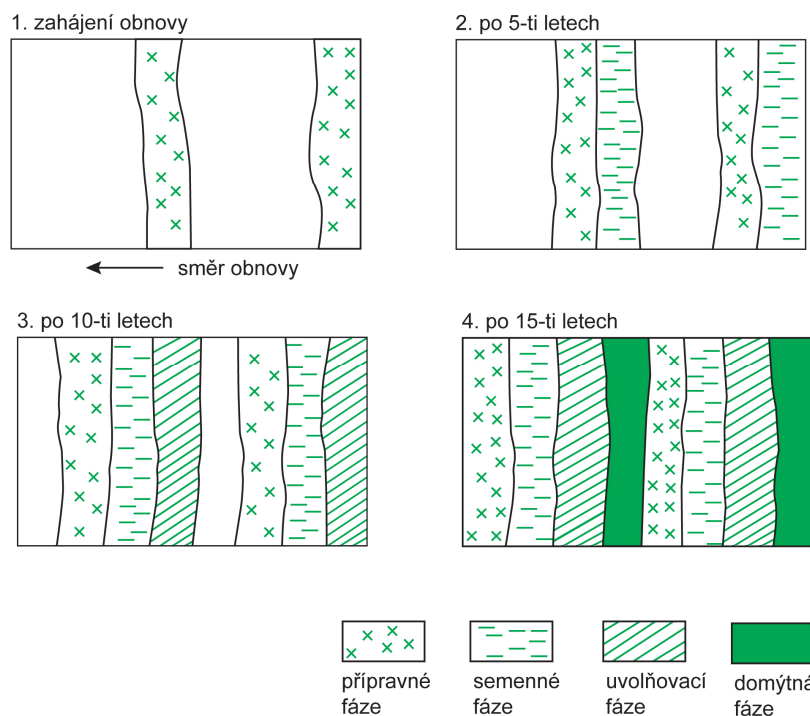 1. zahájení obnovy
2. po 5-ti letech
směr obnovy
3. po 10-ti letech
4. po 15-ti letech
přípravné
fáze
semenné
fáze
uvolňovací
fáze
domýtná
fáze